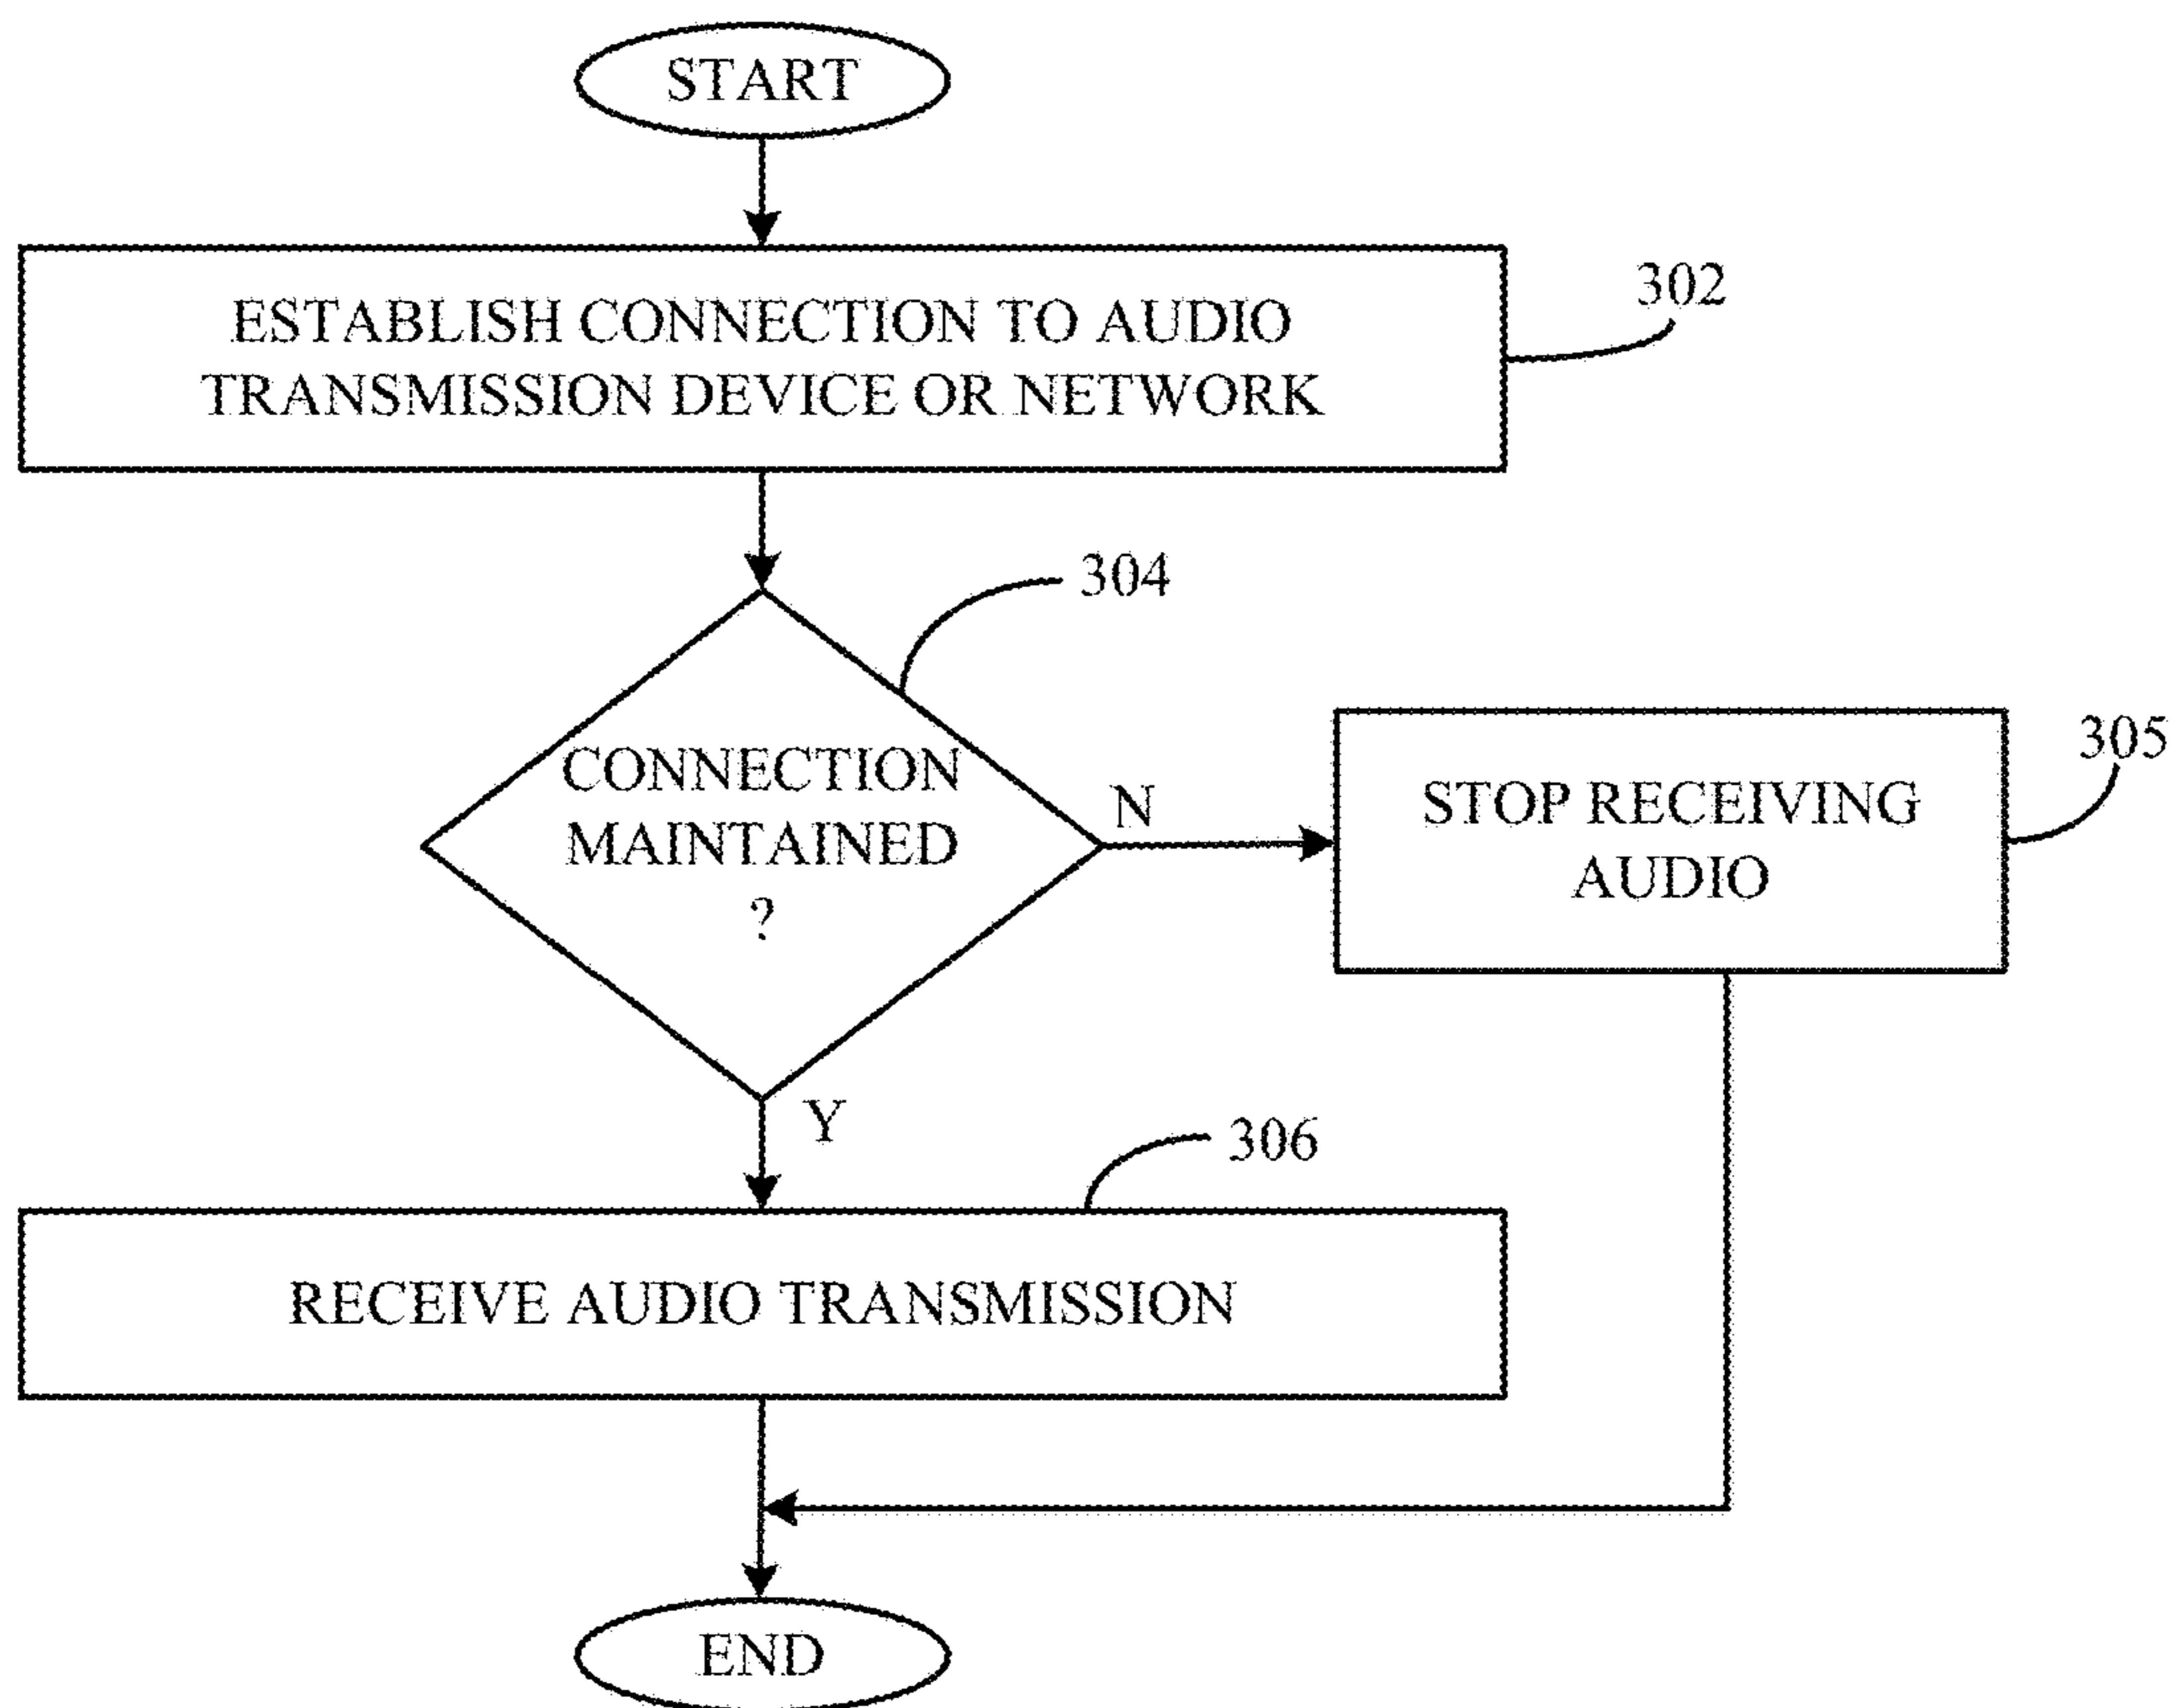 START
ESTABLISH CONNECTION TO AUDIO
TRANSMISSION DEVICE OR NETWORK
302
304
CONNECTION
MAINTAINED
?
N
STOP RECEIVING
AUDIO
305
Y
306
RECEIVE AUDIO TRANSMISSION
END